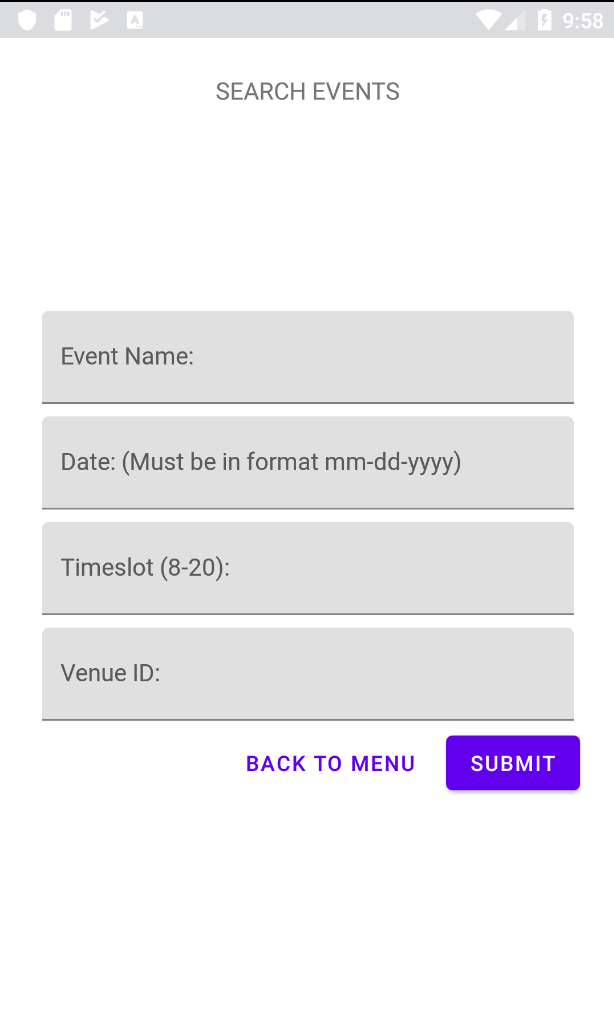 9:58
SEARCH EVENTS
Event Name:
Date: (Must be in format mm-dd-yyyy)
Timeslot (8-20):
Venue ID:
BACK TO MENU SUBMIT